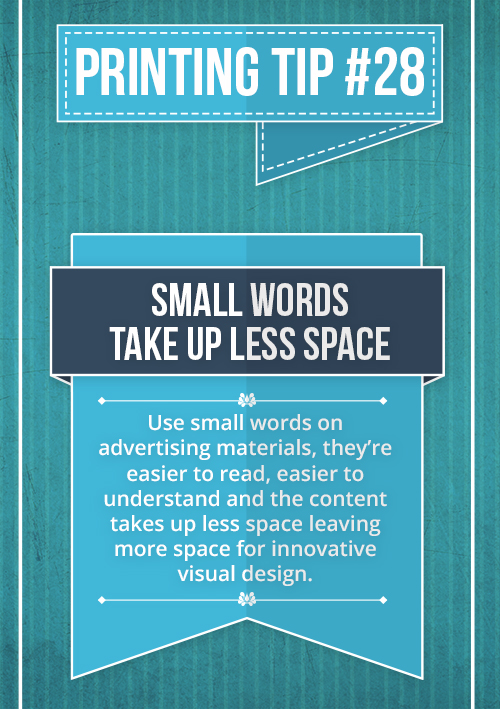 PRINTING TIP #28
SMALL WORDS
TAKE UP LESS SPACE
Use small words on
advertising materials, they’re
easier to read, easier to
understand and the content
takes up less space leaving
more space for innovative
visual design.